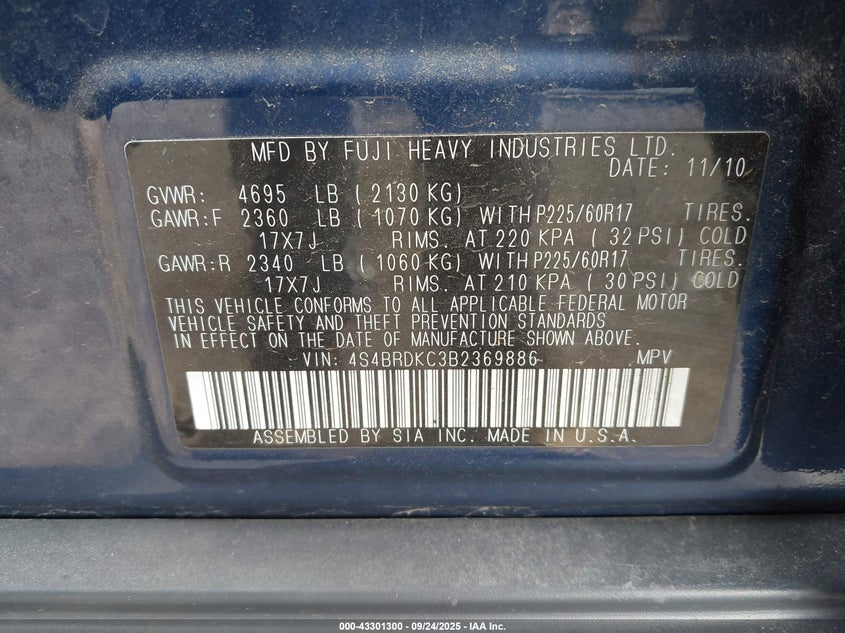 MFD BY FUJI HEAVY INDUSTRIES LTD.
DATE: 11/10
GVWR: 4695 LB ( 2130 KG)
GAWR:F 2360 LB ( 1070 KG) WITH P225/60R17 TIRES.
17X7J RIMS. AT 220 KPA ( 32 PSI) COLD
GAWR:R 2340 LB ( 1060 KG) WITH P225/60R17 TIRES.
17X7J RIMS. AT 210 KPA ( 30 PSI) COLD
THIS VEHICLE CONFORMS TO ALL APPLICABLE FEDERAL MOTOR
VEHICLE SAFETY AND THEFT PREVENTION STANDARDS
IN EFFECT ON THE DATE OF MANUFACTURE SHOWN ABOVE.
VIN: 4S4BRDKC3B2369886 MPV
ASSEMBLED BY SIA INC. MADE IN U.S.A.
000-43301300 - 09/24/2025 - IAA Inc.